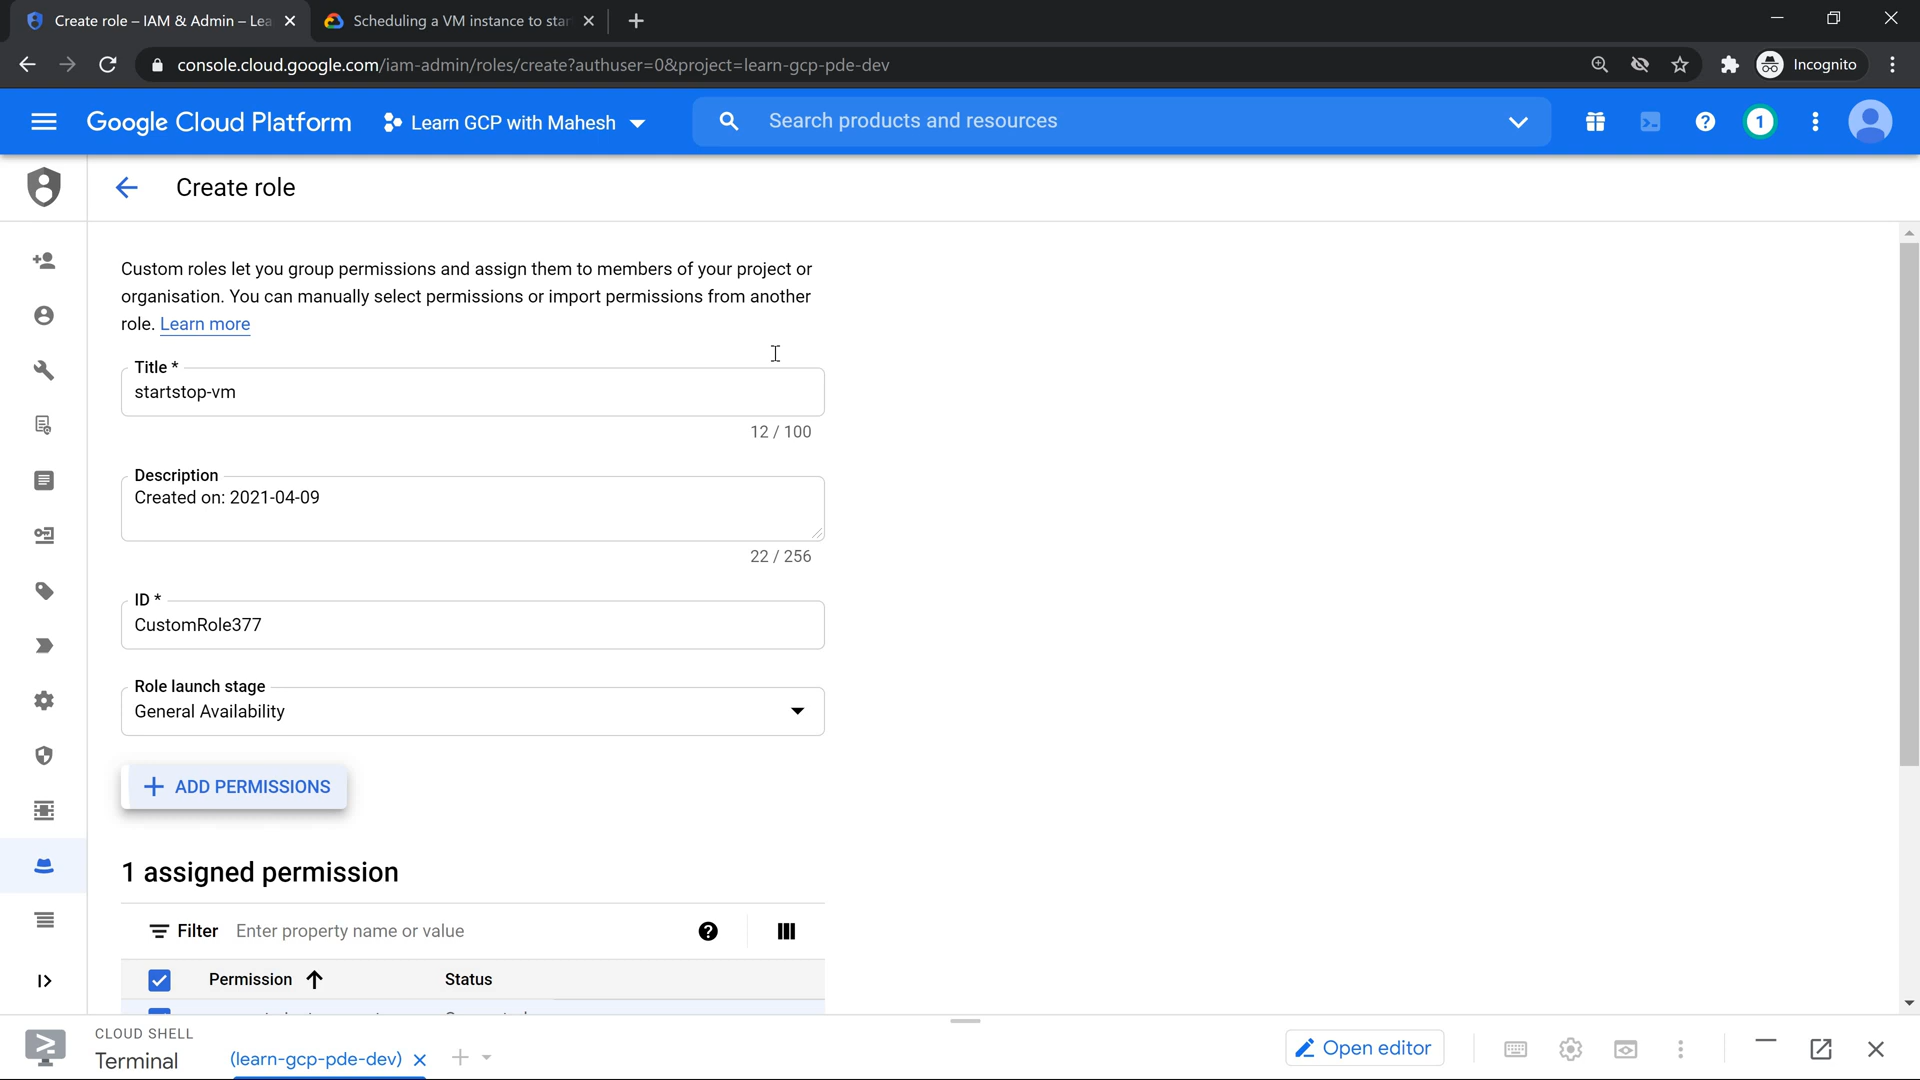 Create role – IAM & Admin – Lea
Scheduling a VM instance to star
console.cloud.google.com/iam-admin/roles/create?authuser=0&project=learn-gcp-pde-dev
Incognito
Google Cloud Platform
Learn GCP with Mahesh
Search products and resources
1
Create role
Custom roles let you group permissions and assign them to members of your project or
organisation. You can manually select permissions or import permissions from another
role. Learn more
Title *
startstop-vm
12 / 100
Description
Created on: 2021-04-09
22 / 256
ID *
CustomRole377
Role launch stage
General Availability
ADD PERMISSIONS
1 assigned permission
Filter Enter property name or value
Permission Status
CLOUD SHELL
Terminal
(learn-gcp-pde-dev)
Open editor